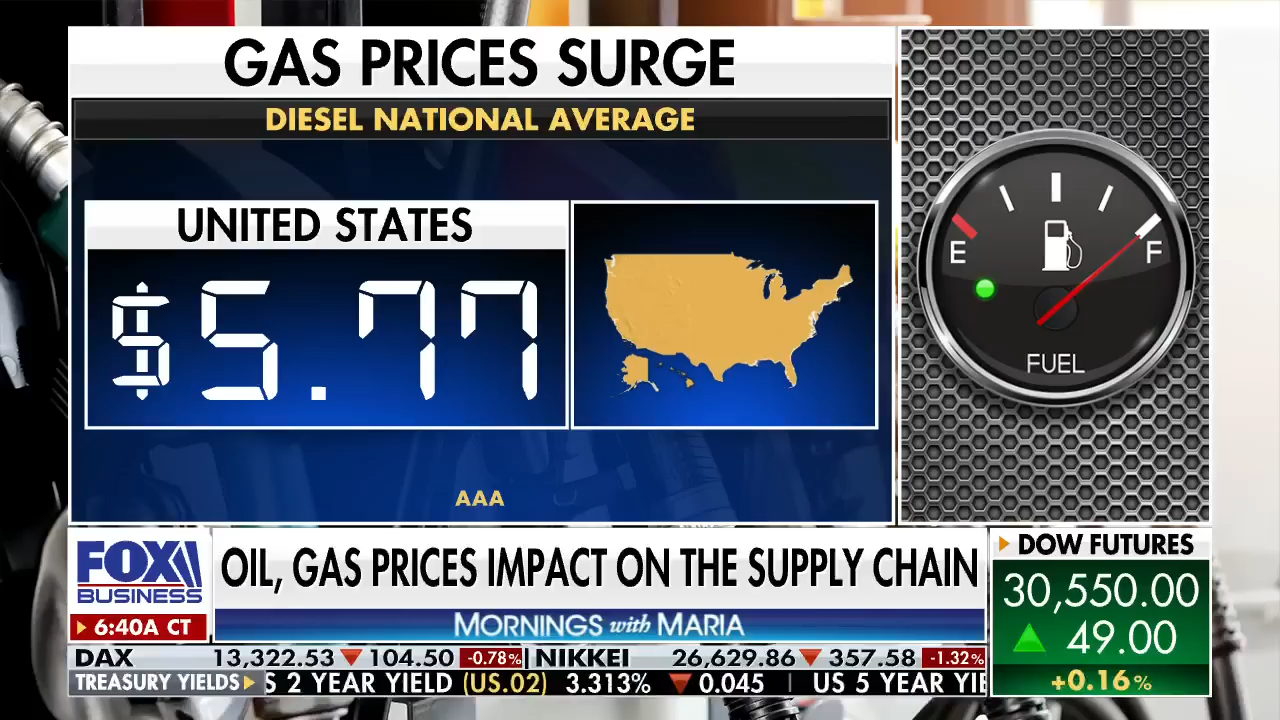 GAS PRICES SURGE
DIESEL NATIONAL AVERAGE
UNITED STATES
$5.77
AAA
E
F
FUEL
FOX
BUSINESS
6:40A CT
OIL, GAS PRICES IMPACT ON THE SUPPLY CHAIN
MORNINGS with MARIA
DOW FUTURES
30,550.00
49.00
+0.16%
DAX 13,322.53 104.50 -0.78% NIKKEI 26,629.86 357.58 -1.32%
TREASURY YIELDS S 2 YEAR YIELD (US.02) 3.313% 0.045 | US 5 YEAR YIE